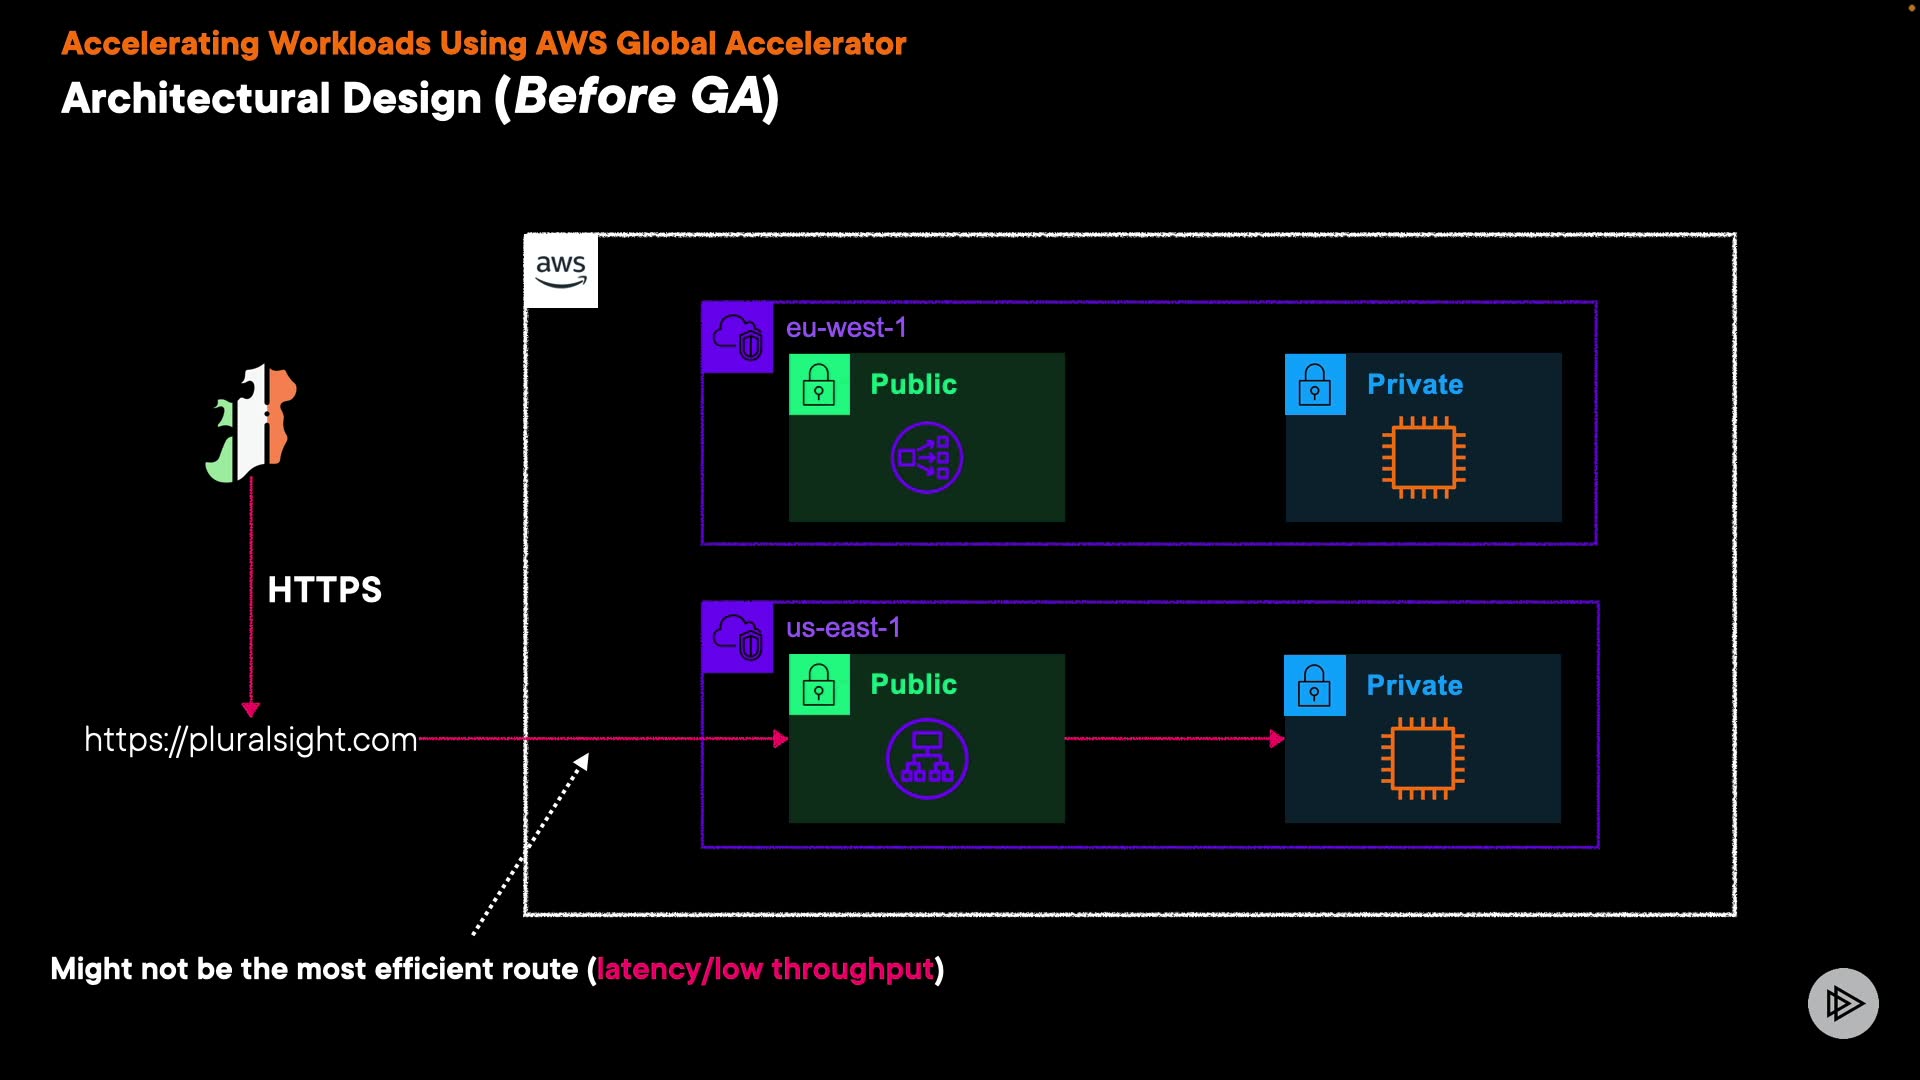 Accelerating Workloads Using AWS Global Accelerator
Architectural Design (Before GA)
aws
eu-west-1
Public
Private
HTTPS
us-east-1
Public
Private
https://pluralsight.com
Might not be the most efficient route (latency/low throughput)